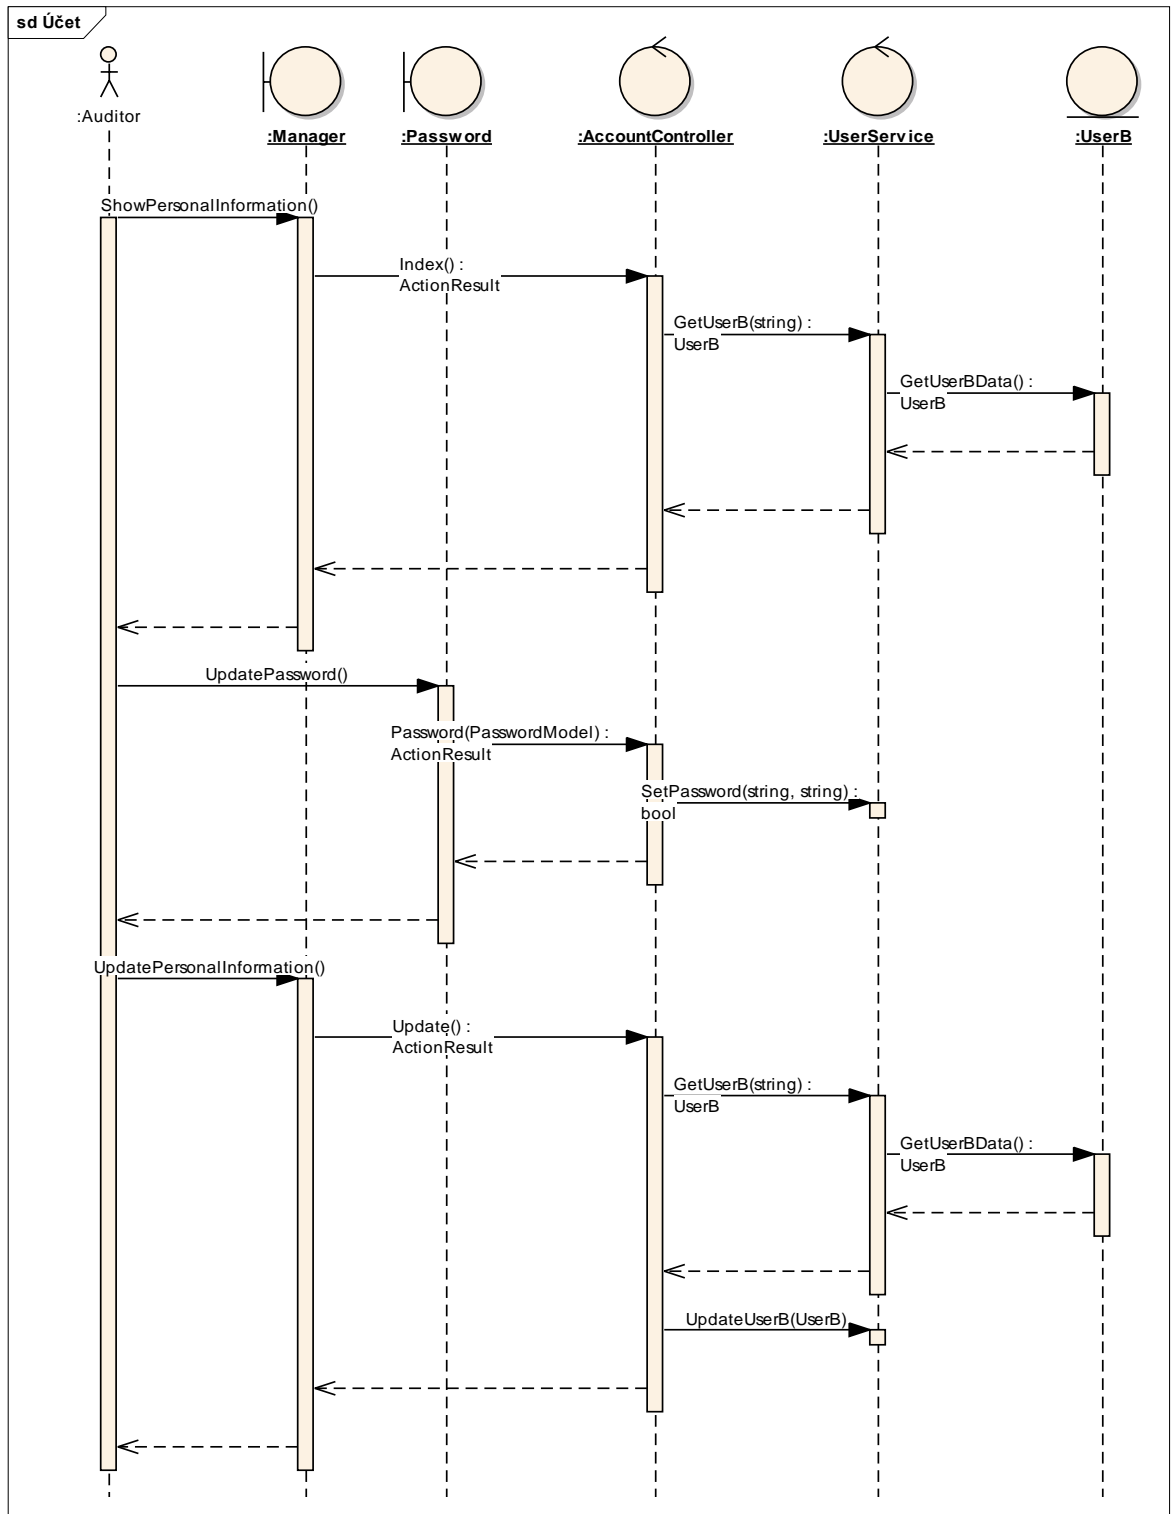 sd Účet
:Auditor
:Manager
:Password
:AccountController
:UserService
:UserB
ShowPersonalInformation()
Index() :
ActionResult
GetUserB(string) :
UserB
GetUserBData() :
UserB
UpdatePassword()
Password(PasswordModel) :
ActionResult
SetPassword(string, string) :
bool
UpdatePersonalInformation()
Update() :
ActionResult
GetUserB(string) :
UserB
GetUserBData() :
UserB
UpdateUserB(UserB)